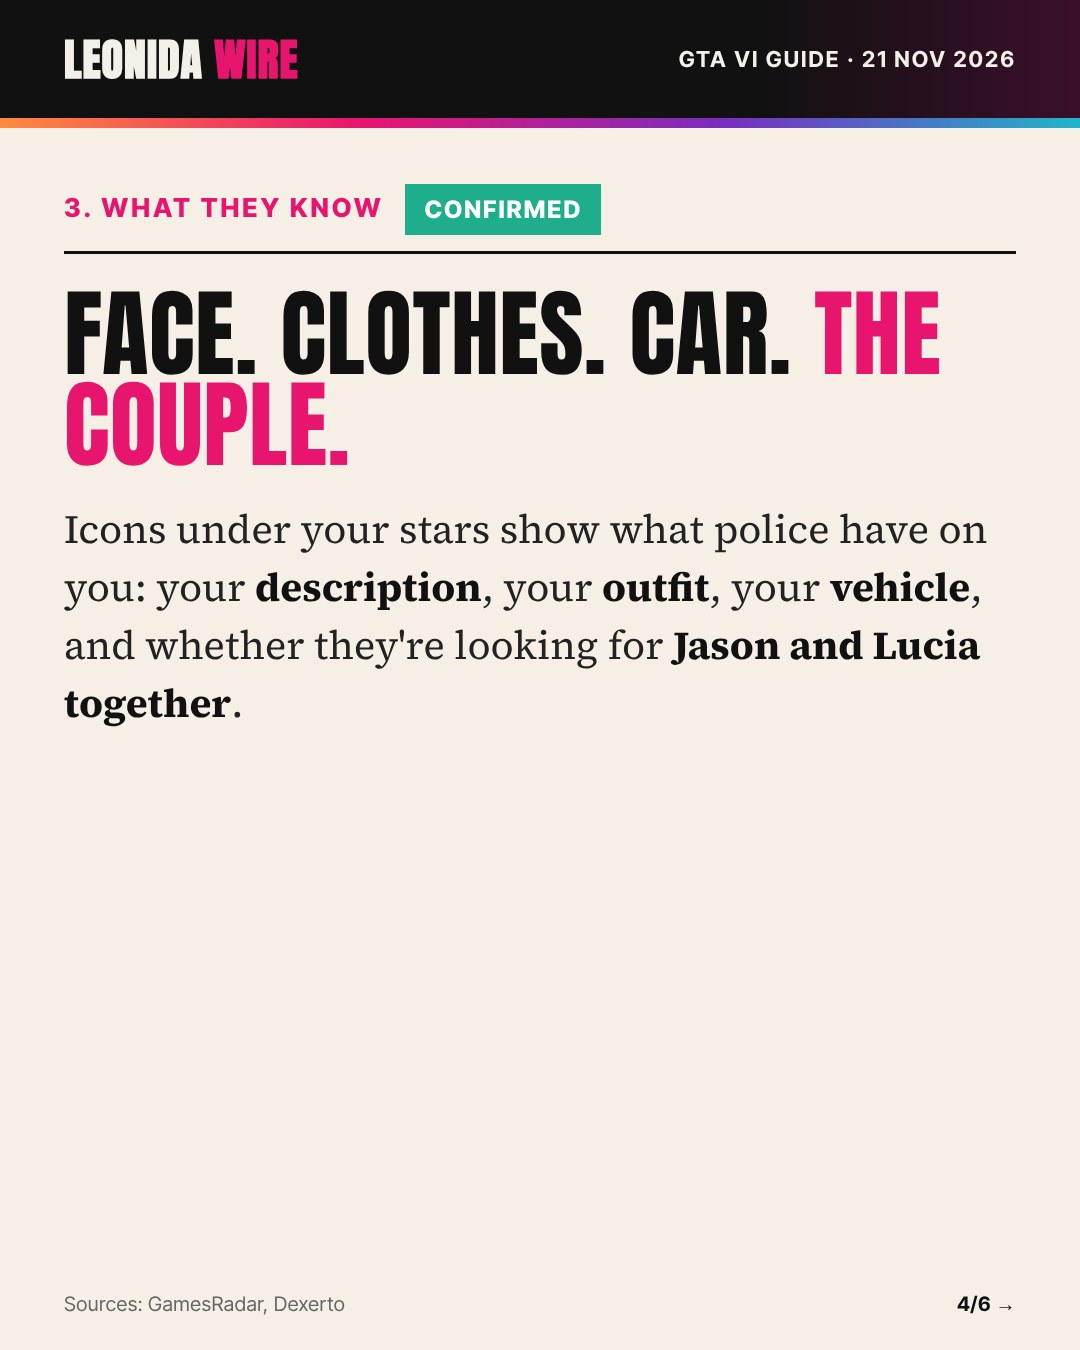 LEONIDA WIRE
GTA VI GUIDE · 21 NOV 2026
3. WHAT THEY KNOW
CONFIRMED
FACE. CLOTHES. CAR. THE
COUPLE.
Icons under your stars show what police have on
you: your description, your outfit, your vehicle,
and whether they're looking for Jason and Lucia
together.
Sources: GamesRadar, Dexerto
4/6 →